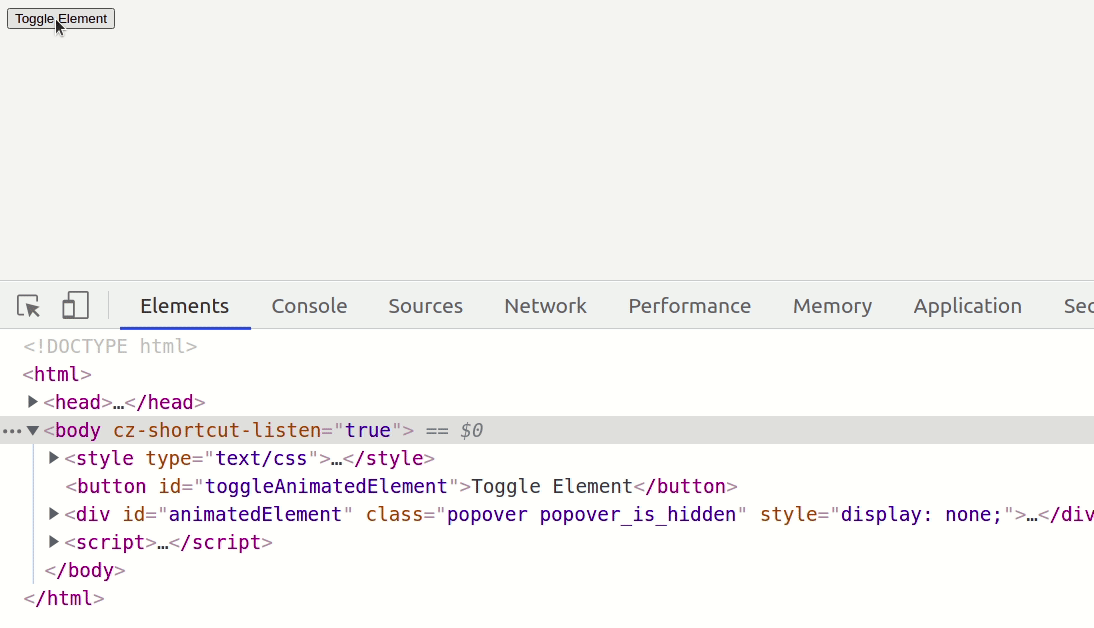 Toggle Element
Elements Console Sources Network Performance Memory Application Sec
<!DOCTYPE html>
<html>
<head>…</head>
<body cz-shortcut-listen="true"> == $0
<style type="text/css">…</style>
<button id="toggleAnimatedElement">Toggle Element</button>
<div id="animatedElement" class="popover popover_is_hidden" style="display: none;">…</div
<script>…</script>
</body>
</html>